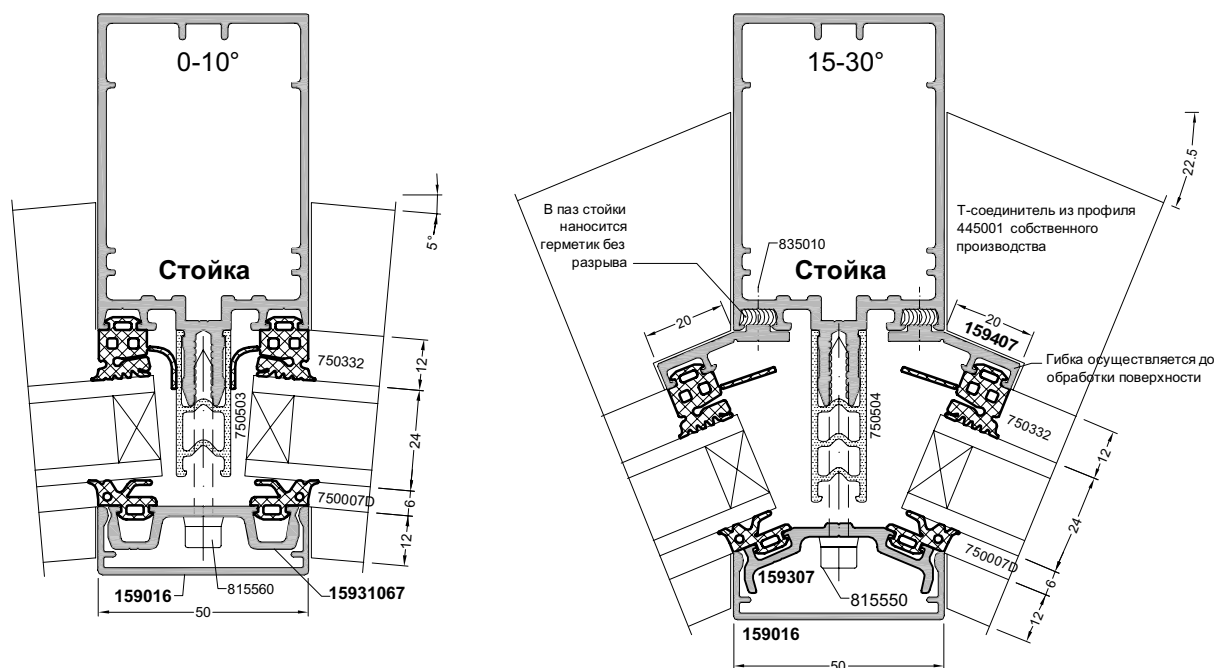 0-10°
Стойка
5°
750332
12
750503
24
750007D
6
12
159016
815560
15931067
50
15-30°
22.5
В паз стойки
наносится
герметик без
разрыва
835010
Т-соединитель из профиля
445001 собственного
производства
Стойка
20
20
159407
Гибка осуществляется до
обработки поверхности
750504
750332
12
24
750007D
6
12
159307
815550
159016
50